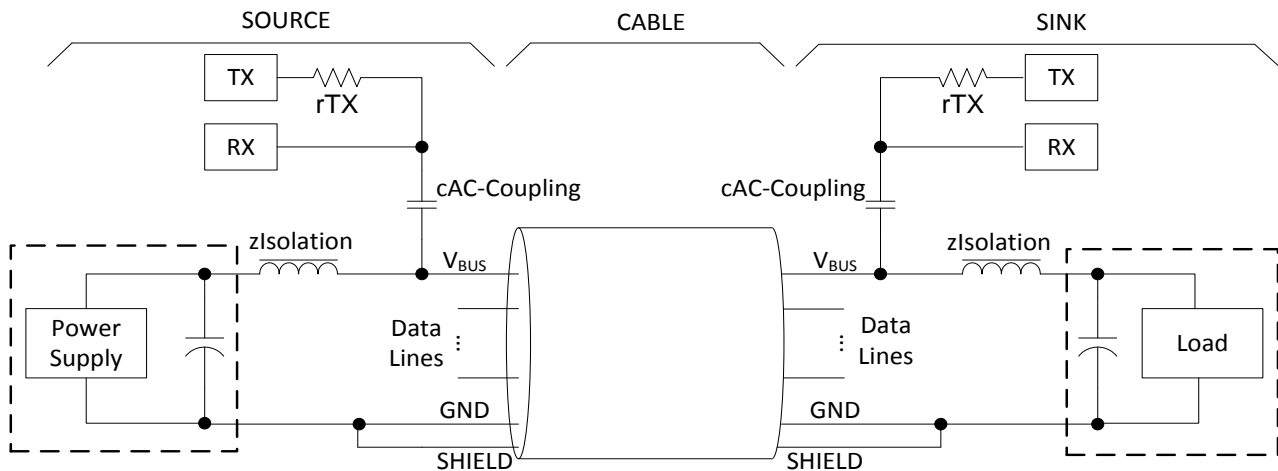 SOURCE
CABLE
SINK
TX
rTX
RX
cAC-Coupling
rTX
TX
RX
cAC-Coupling
zIsolation
VBUS
VBUS
zIsolation
Power
Supply
Data
Lines
...
Data
Lines
...
Load
GND
SHIELD
GND
SHIELD